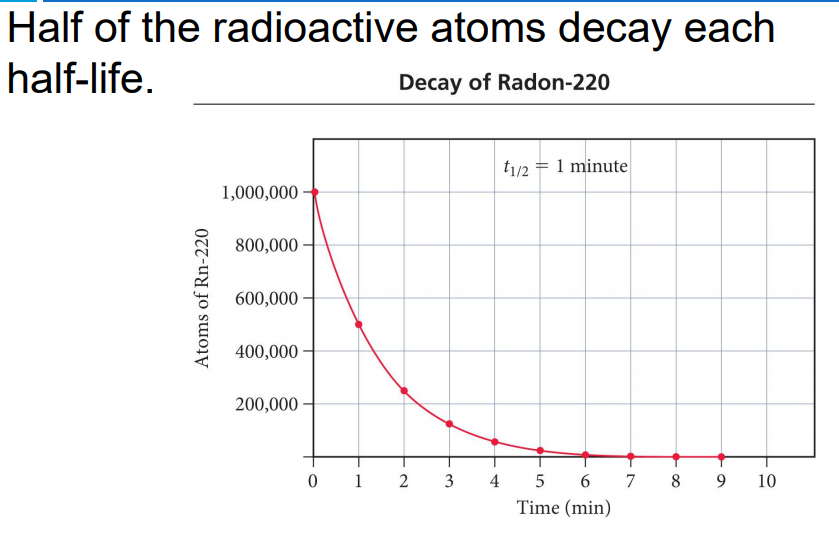 Half of the radioactive atoms decay each
half-life.
Decay of Radon-220
t1/2 = 1 minute
Atoms of Rn-220
1,000,000
800,000
600,000
400,000
200,000
0 1 2 3 4 5 6 7 8 9 10
Time (min)